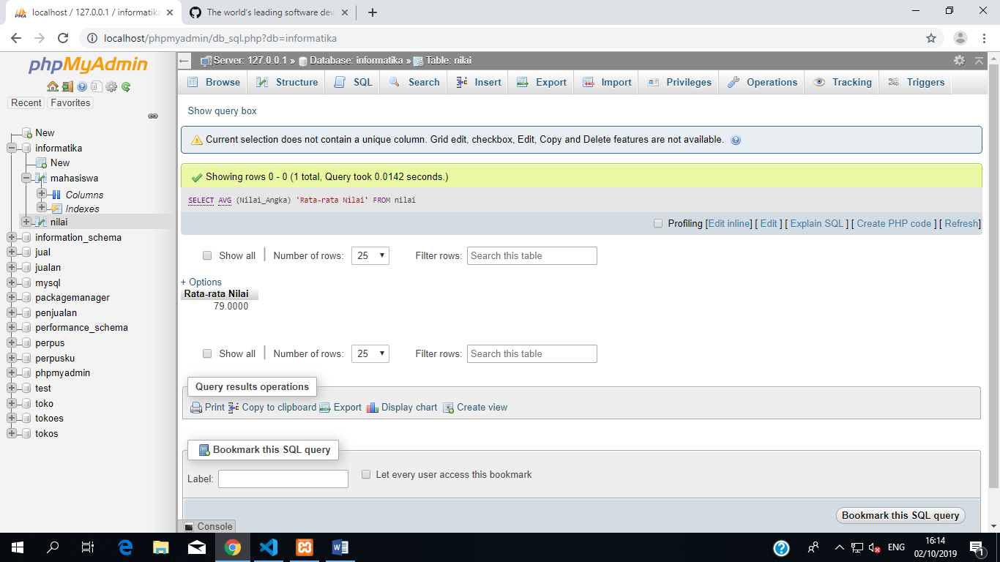 localhost / 127.0.0.1 / informatika
The world's leading software dev
localhost/phpmyadmin/db_sql.php?db=informatika
phpMyAdmin
Recent Favorites
New
informatika
New
mahasiswa
Columns
Indexes
nilai
information_schema
jual
jualan
mysql
packagemanager
penjualan
performance_schema
perpus
perpusku
phpmyadmin
test
toko
tokoes
tokos
Server: 127.0.0.1 » Database: informatika » Table: nilai
Browse Structure SQL Search Insert Export Import Privileges Operations Tracking Triggers
Show query box
Current selection does not contain a unique column. Grid edit, checkbox, Edit, Copy and Delete features are not available.
Showing rows 0 - 0 (1 total, Query took 0.0142 seconds.)
SELECT AVG (Nilai_Angka) 'Rata-rata Nilai' FROM nilai
Profiling [Edit inline] [ Edit ] [ Explain SQL ] [ Create PHP code ] [ Refresh]
Show all | Number of rows: 25 Filter rows: Search this table
+ Options
Rata-rata Nilai
79.0000
Show all | Number of rows: 25 Filter rows: Search this table
Query results operations
Print Copy to clipboard Export Display chart Create view
Bookmark this SQL query
Label: Let every user access this bookmark
Bookmark this SQL query
Console
ENG
16:14
02/10/2019
1